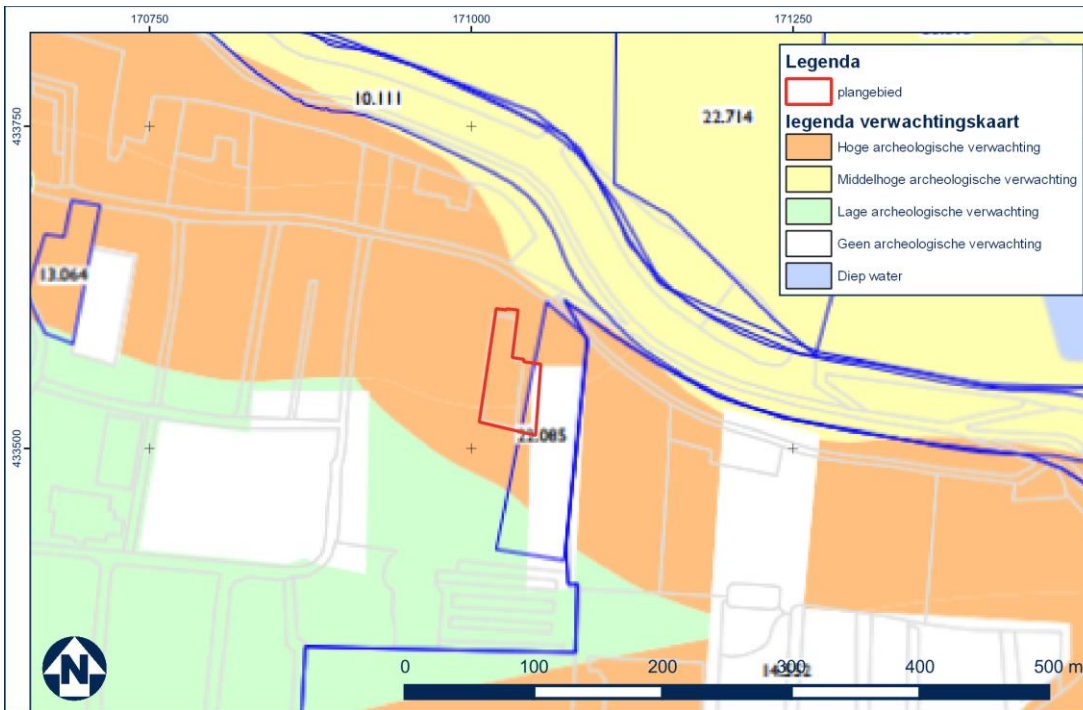 170750 171000 171250
Legenda
plangebied
legenda verwachtingskaart
Hoge archeologische verwachting
Middelhoge archeologische verwachting
Lage archeologische verwachting
Geen archeologische verwachting
Diep water
10.111
22.714
433750
13.064
433500
22.085
N
0 100 200 300 400 500 m